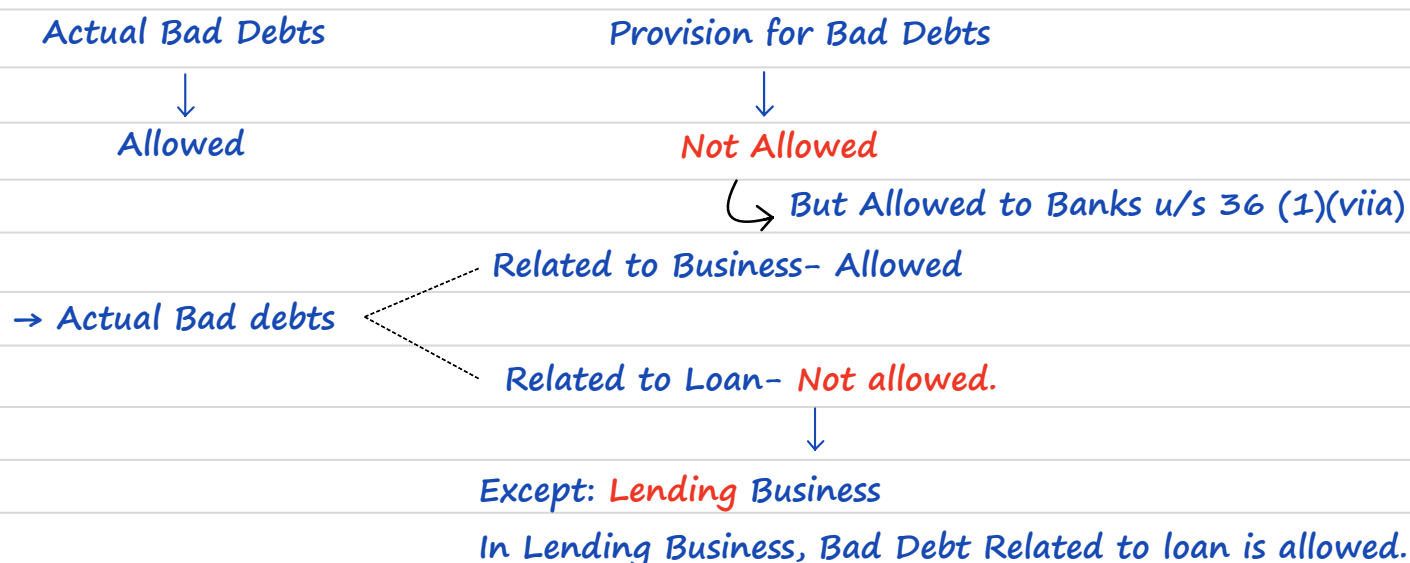 Actual Bad Debts Provision for Bad Debts
Allowed Not Allowed
But Allowed to Banks u/s 36 (1)(viia)
Related to Business- Allowed
→ Actual Bad debts
Related to Loan- Not allowed.
Except: Lending Business
In Lending Business, Bad Debt Related to loan is allowed.